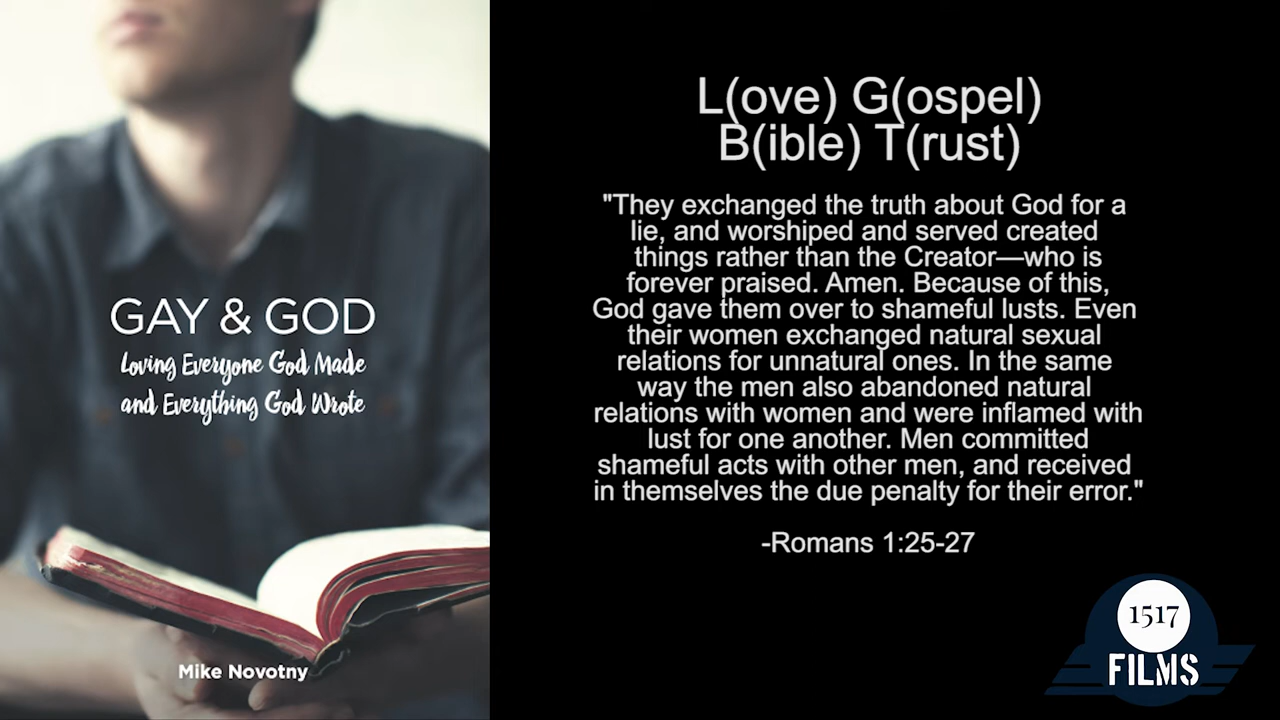 GAY & GOD
Loving Everyone God Made
and Everything God Wrote
Mike Novotny
L(ove) G(ospel)
B(ible) T(rust)
"They exchanged the truth about God for a
lie, and worshiped and served created
things rather than the Creator—who is
forever praised. Amen. Because of this,
God gave them over to shameful lusts. Even
their women exchanged natural sexual
relations for unnatural ones. In the same
way the men also abandoned natural
relations with women and were inflamed with
lust for one another. Men committed
shameful acts with other men, and received
in themselves the due penalty for their error."
-Romans 1:25-27
1517
FILMS